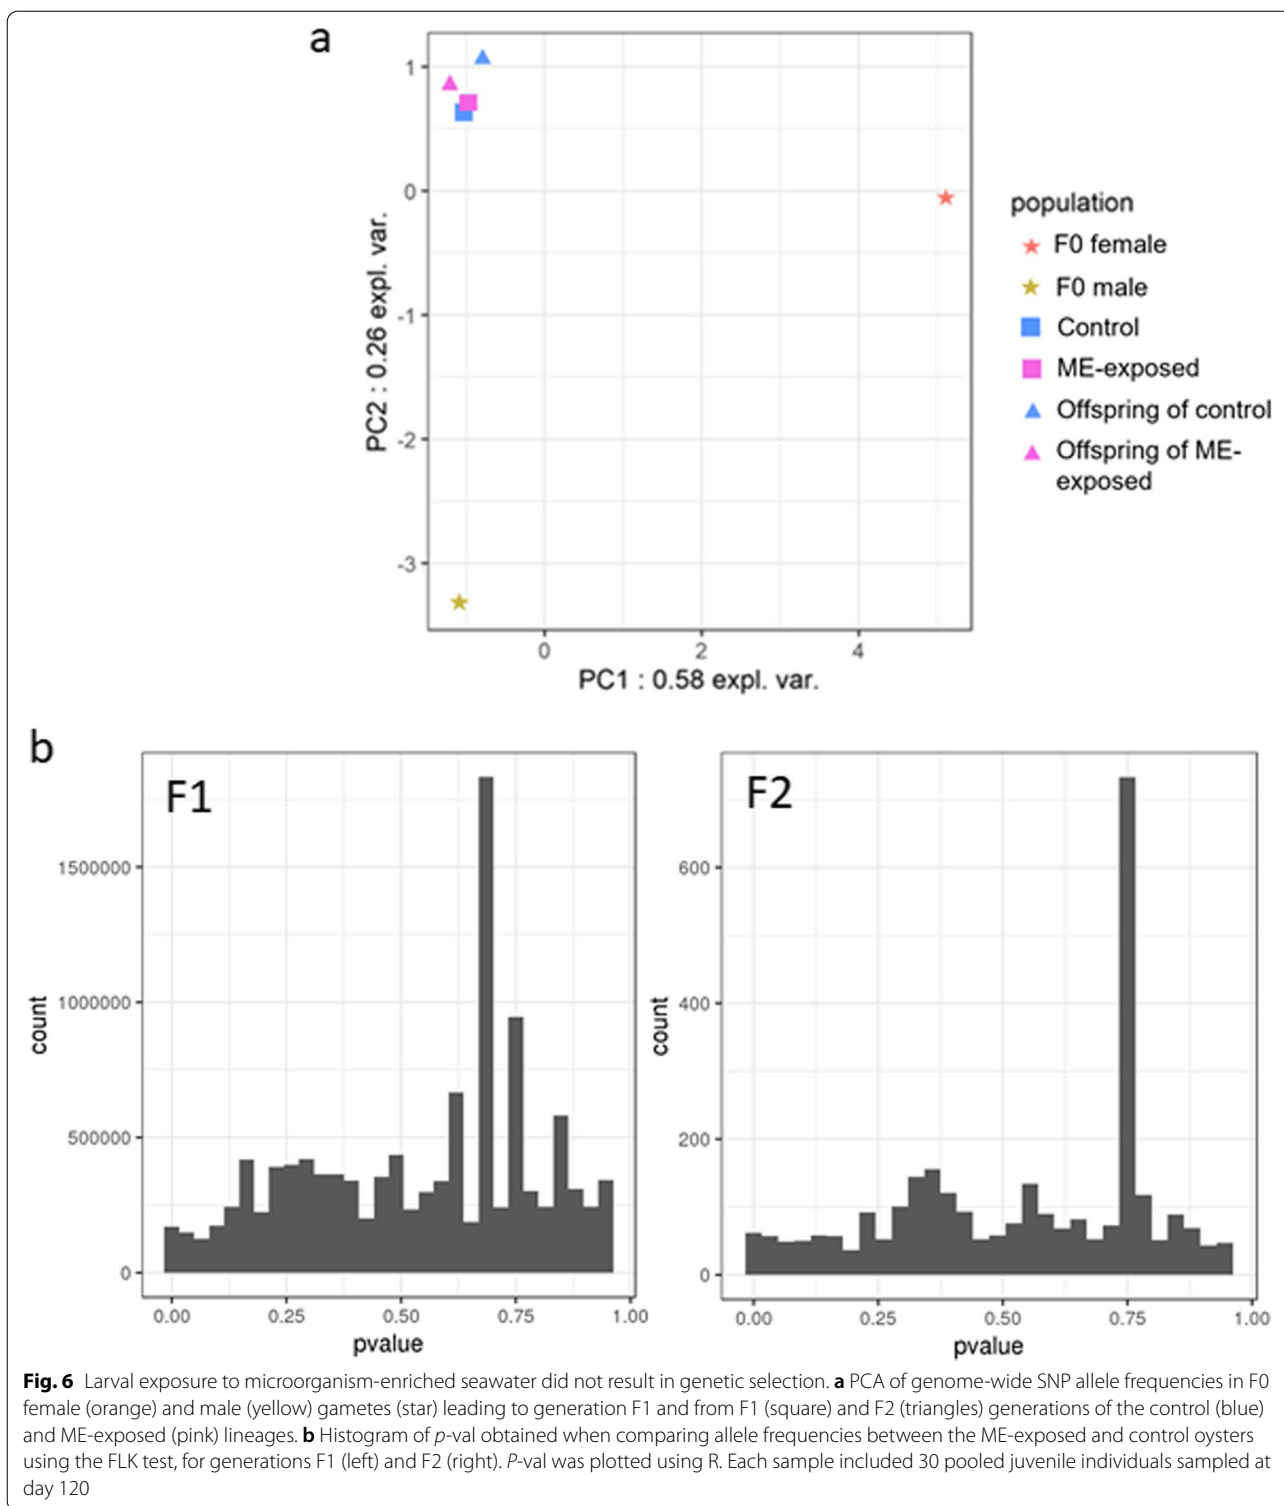 a
1
0
-1
-2
-3
PC2 : 0.26 expl. var.
0 2 4
PC1 : 0.58 expl. var.
population
F0 female
F0 male
Control
ME-exposed
Offspring of control
Offspring of ME-
exposed
b
F1
1500000
1000000
500000
0
count
0.00 0.25 0.50 0.75 1.00
pvalue
F2
600
400
200
0
count
0.00 0.25 0.50 0.75 1.00
pvalue
Fig. 6 Larval exposure to microorganism-enriched seawater did not result in genetic selection. a PCA of genome-wide SNP allele frequencies in F0
female (orange) and male (yellow) gametes (star) leading to generation F1 and from F1 (square) and F2 (triangles) generations of the control (blue)
and ME-exposed (pink) lineages. b Histogram of p-val obtained when comparing allele frequencies between the ME-exposed and control oysters
using the FLK test, for generations F1 (left) and F2 (right). P-val was plotted using R. Each sample included 30 pooled juvenile individuals sampled at
day 120